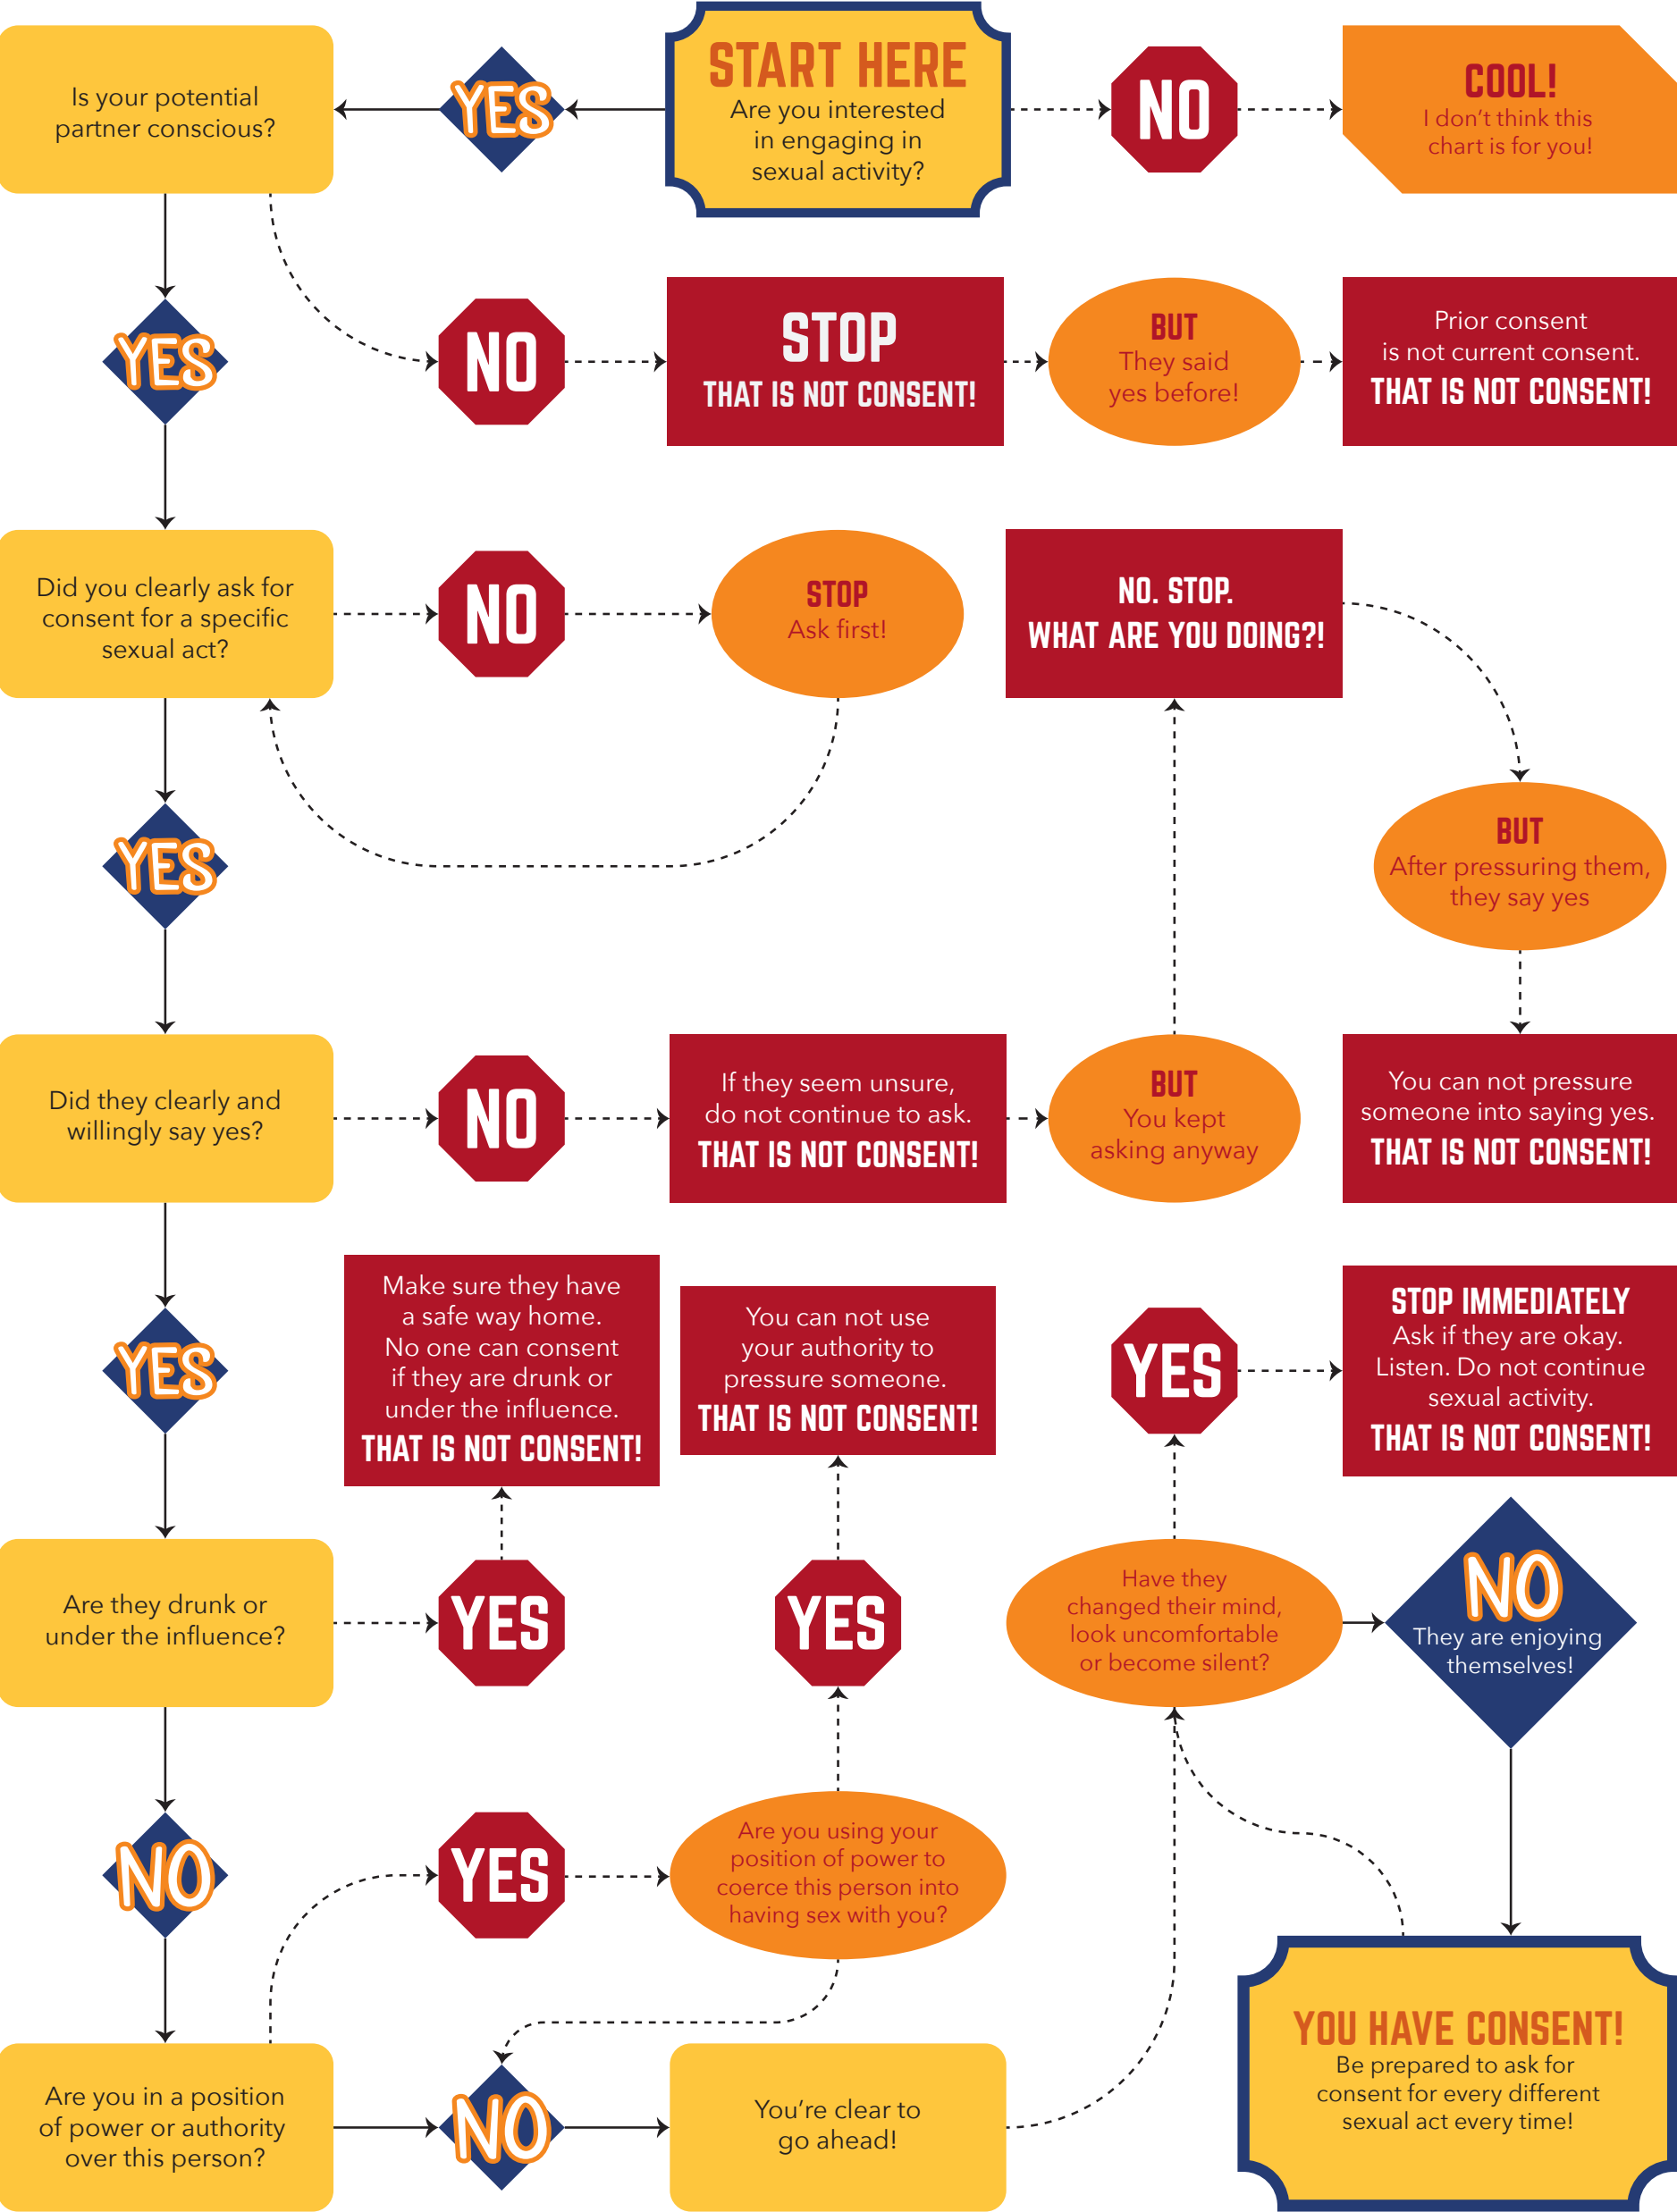 START HERE
Are you interested
in engaging in
sexual activity?
YES
Is your potential
partner conscious?
NO
COOL!
I don't think this
chart is for you!
YES
NO
STOP
THAT IS NOT CONSENT!
BUT
They said
yes before!
Prior consent
is not current consent.
THAT IS NOT CONSENT!
Did you clearly ask for
consent for a specific
sexual act?
NO
STOP
Ask first!
NO. STOP.
WHAT ARE YOU DOING?!
YES
BUT
After pressuring them,
they say yes
Did they clearly and
willingly say yes?
NO
If they seem unsure,
do not continue to ask.
THAT IS NOT CONSENT!
BUT
You kept
asking anyway
You can not pressure
someone into saying yes.
THAT IS NOT CONSENT!
YES
Make sure they have
a safe way home.
No one can consent
if they are drunk or
under the influence.
THAT IS NOT CONSENT!
You can not use
your authority to
pressure someone.
THAT IS NOT CONSENT!
YES
STOP IMMEDIATELY
Ask if they are okay.
Listen. Do not continue
sexual activity.
THAT IS NOT CONSENT!
Are they drunk or
under the influence?
YES
YES
Have they
changed their mind,
look uncomfortable
or become silent?
NO
They are enjoying
themselves!
NO
YES
Are you using your
position of power to
coerce this person into
having sex with you?
Are you in a position
of power or authority
over this person?
NO
You're clear to
go ahead!
YOU HAVE CONSENT!
Be prepared to ask for
consent for every different
sexual act every time!